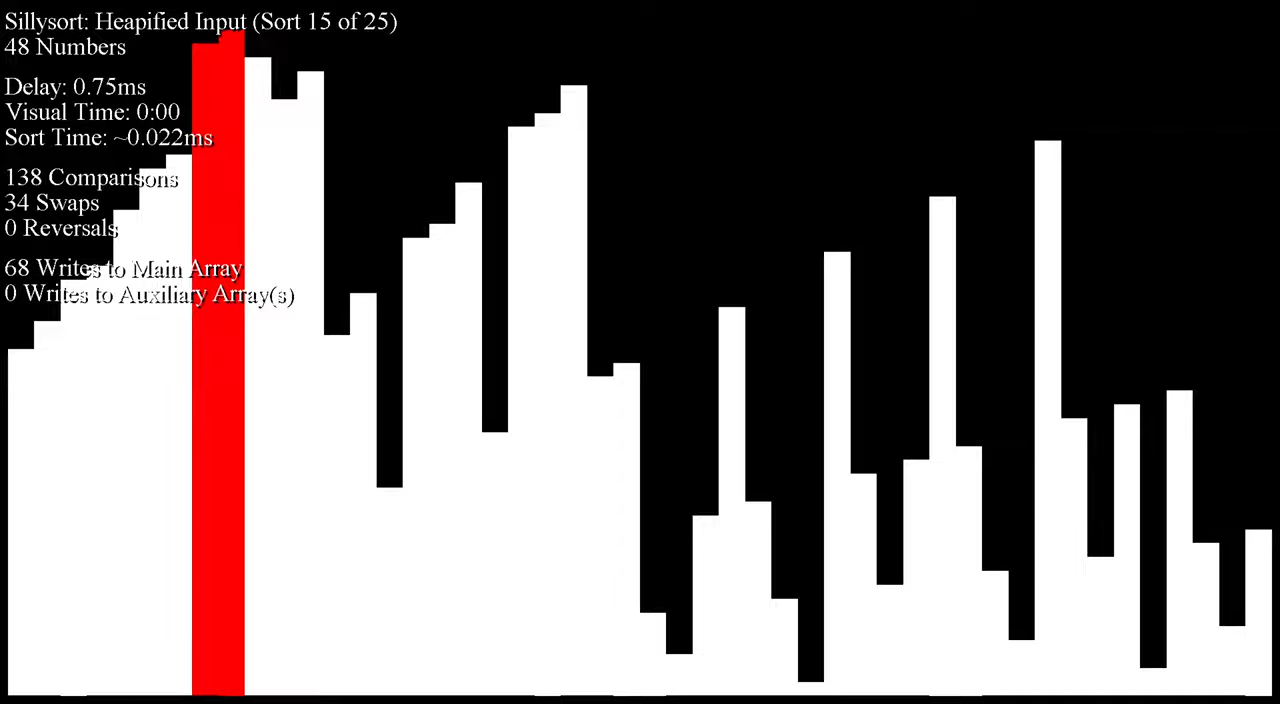 Sillysort: Heapified Input (Sort 15 of 25)
48 Numbers
Delay: 0.75ms
Visual Time: 0:00
Sort Time: ~0.022ms
138 Comparisons
34 Swaps
0 Reversals
68 Writes to Main Array
0 Writes to Auxiliary Array(s)